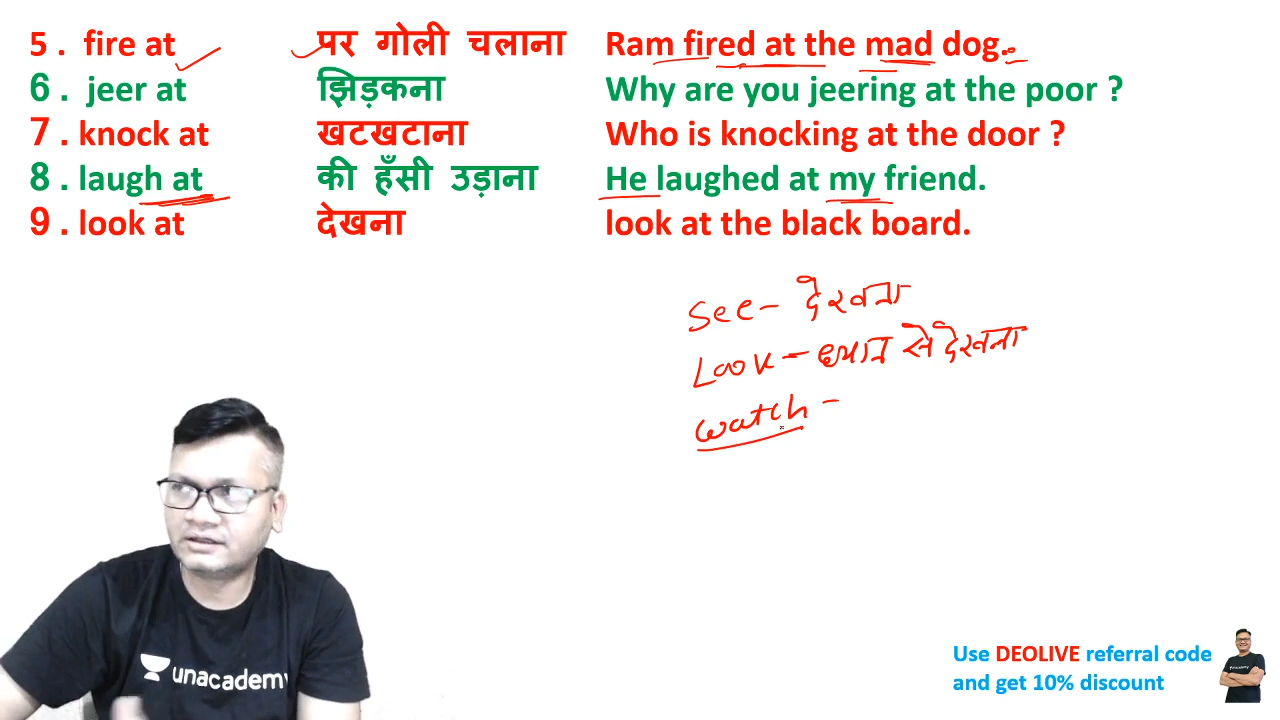 5 . fire at पर गोली चलाना Ram fired at the mad dog.
6 . jeer at झिड़कना Why are you jeering at the poor ?
7 . knock at खटखटाना Who is knocking at the door ?
8 . laugh at की हँसी उड़ाना He laughed at my friend.
9 . look at देखना look at the black board.
See - देखना
Look - ध्यान से देखना
watch -
unacademy
Use DEOLIVE referral code
and get 10% discount